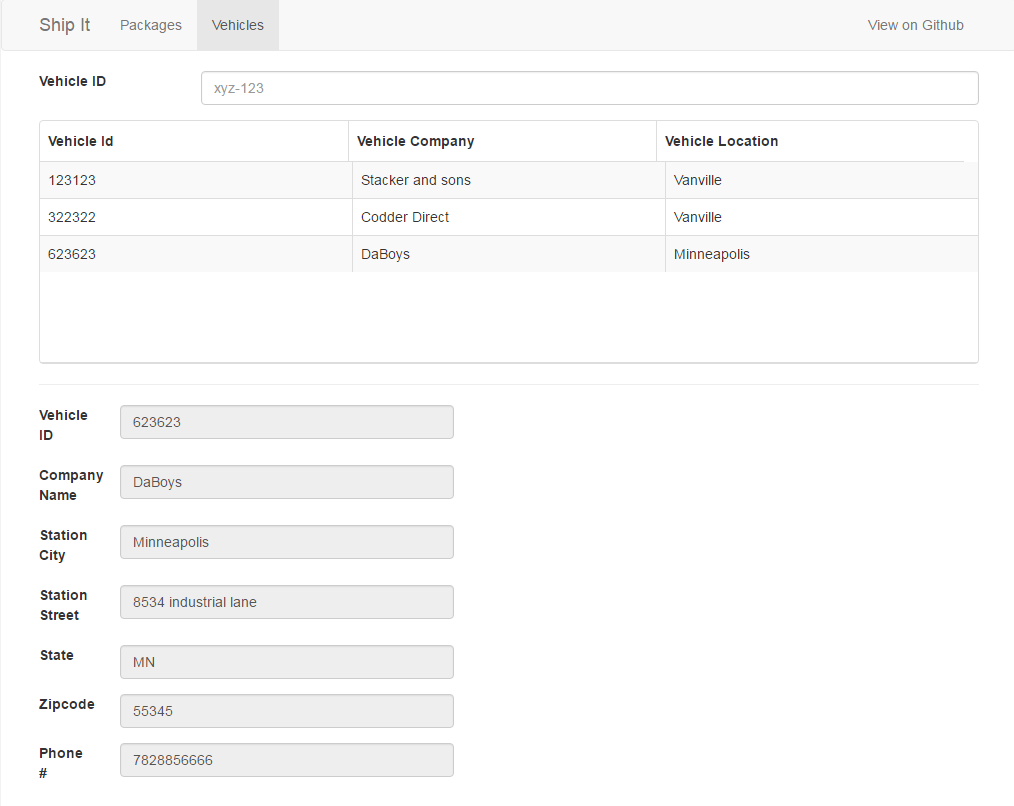 Ship It Packages Vehicles View on Github
Vehicle ID xyz-123
Vehicle Id Vehicle Company Vehicle Location
123123 Stacker and sons Vanville
322322 Codder Direct Vanville
623623 DaBoys Minneapolis
Vehicle
ID
623623
Company
Name
DaBoys
Station
City
Minneapolis
Station
Street
8534 industrial lane
State MN
Zipcode 55345
Phone
#
7828856666